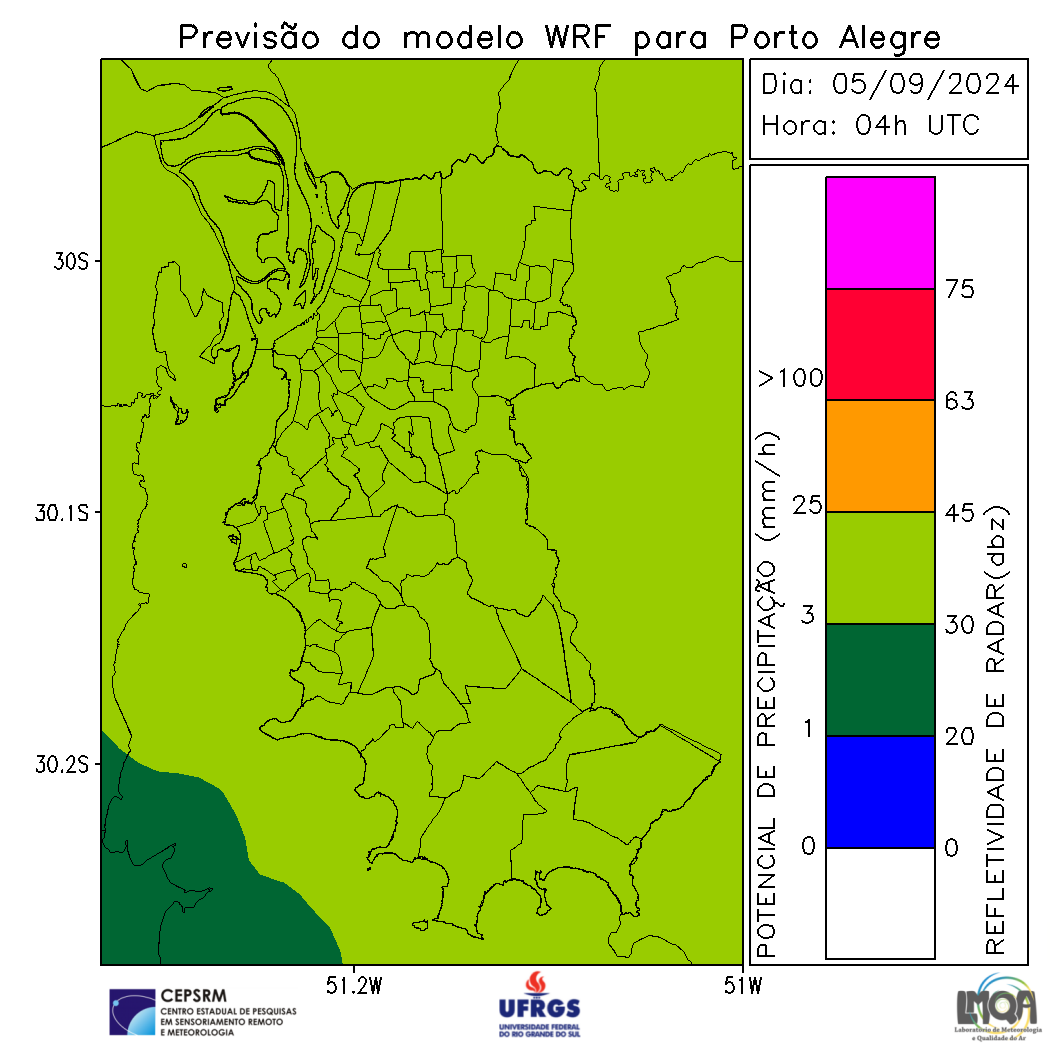 Previsão do modelo WRF para Porto Alegre
Dia: 05/09/2024
Hora: 04h UTC
30S
30.1S
30.2S
51.2W
51W
POTENCIAL DE PRECIPITAÇÃO (mm/h)
>100
25
3
1
0
75
63
45
30
20
0
REFLETIVIDADE DE RADAR(dbz)
CEPSRM
CENTRO ESTADUAL DE PESQUISAS
EM SENSORIAMENTO REMOTO
E METEOROLOGIA
UFRGS
UNIVERSIDADE FEDERAL
DO RIO GRANDE DO SUL
LMQA
Laboratório de Meteorologia
e Qualidade do Ar